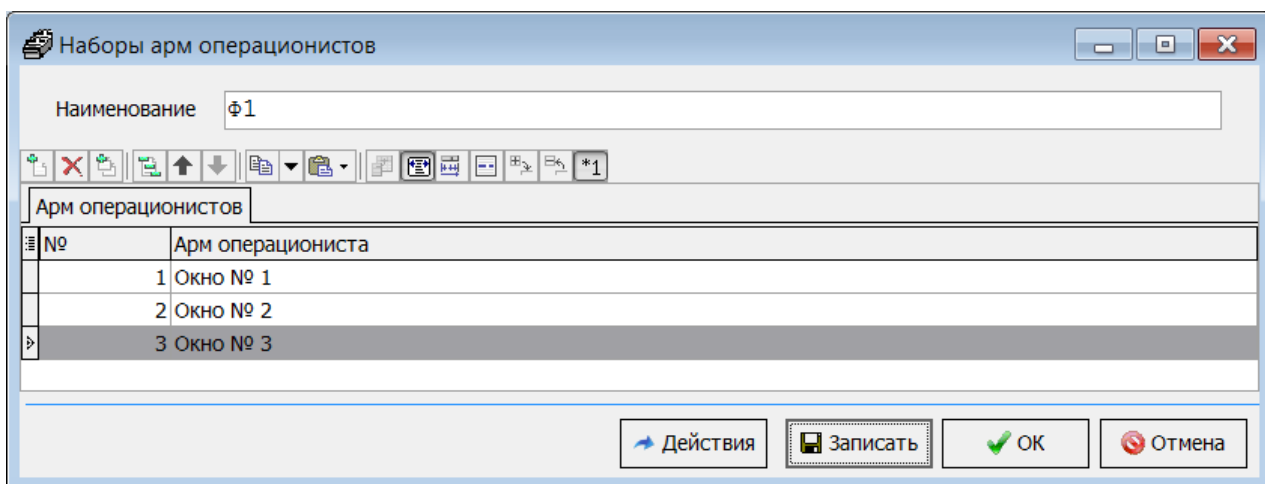 Наборы арм операционистов
Наименование Ф1
*1
Арм операционистов
№ Арм операциониста
1 Окно № 1
2 Окно № 2
3 Окно № 3
Действия Записать ОК Отмена